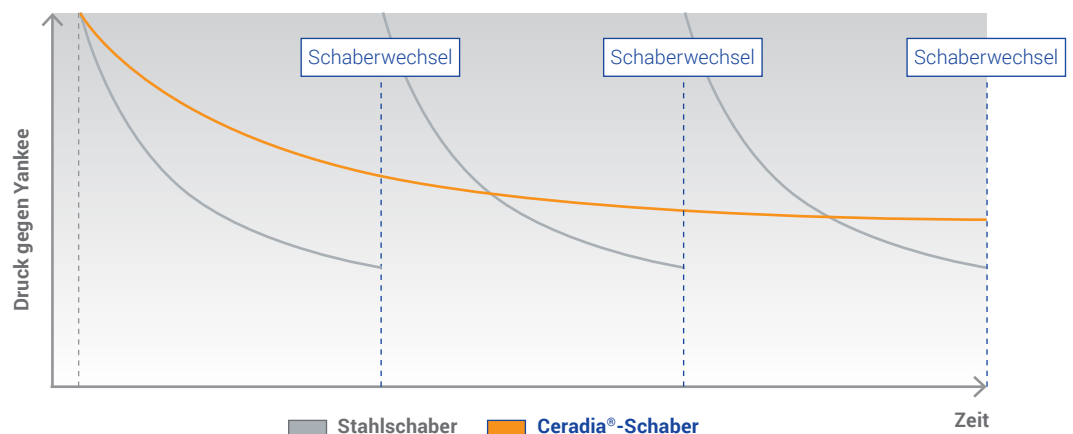 Schaberwechsel
Schaberwechsel
Schaberwechsel
Druck gegen Yankee
Zeit
Stahlschaber
Ceradia®-Schaber